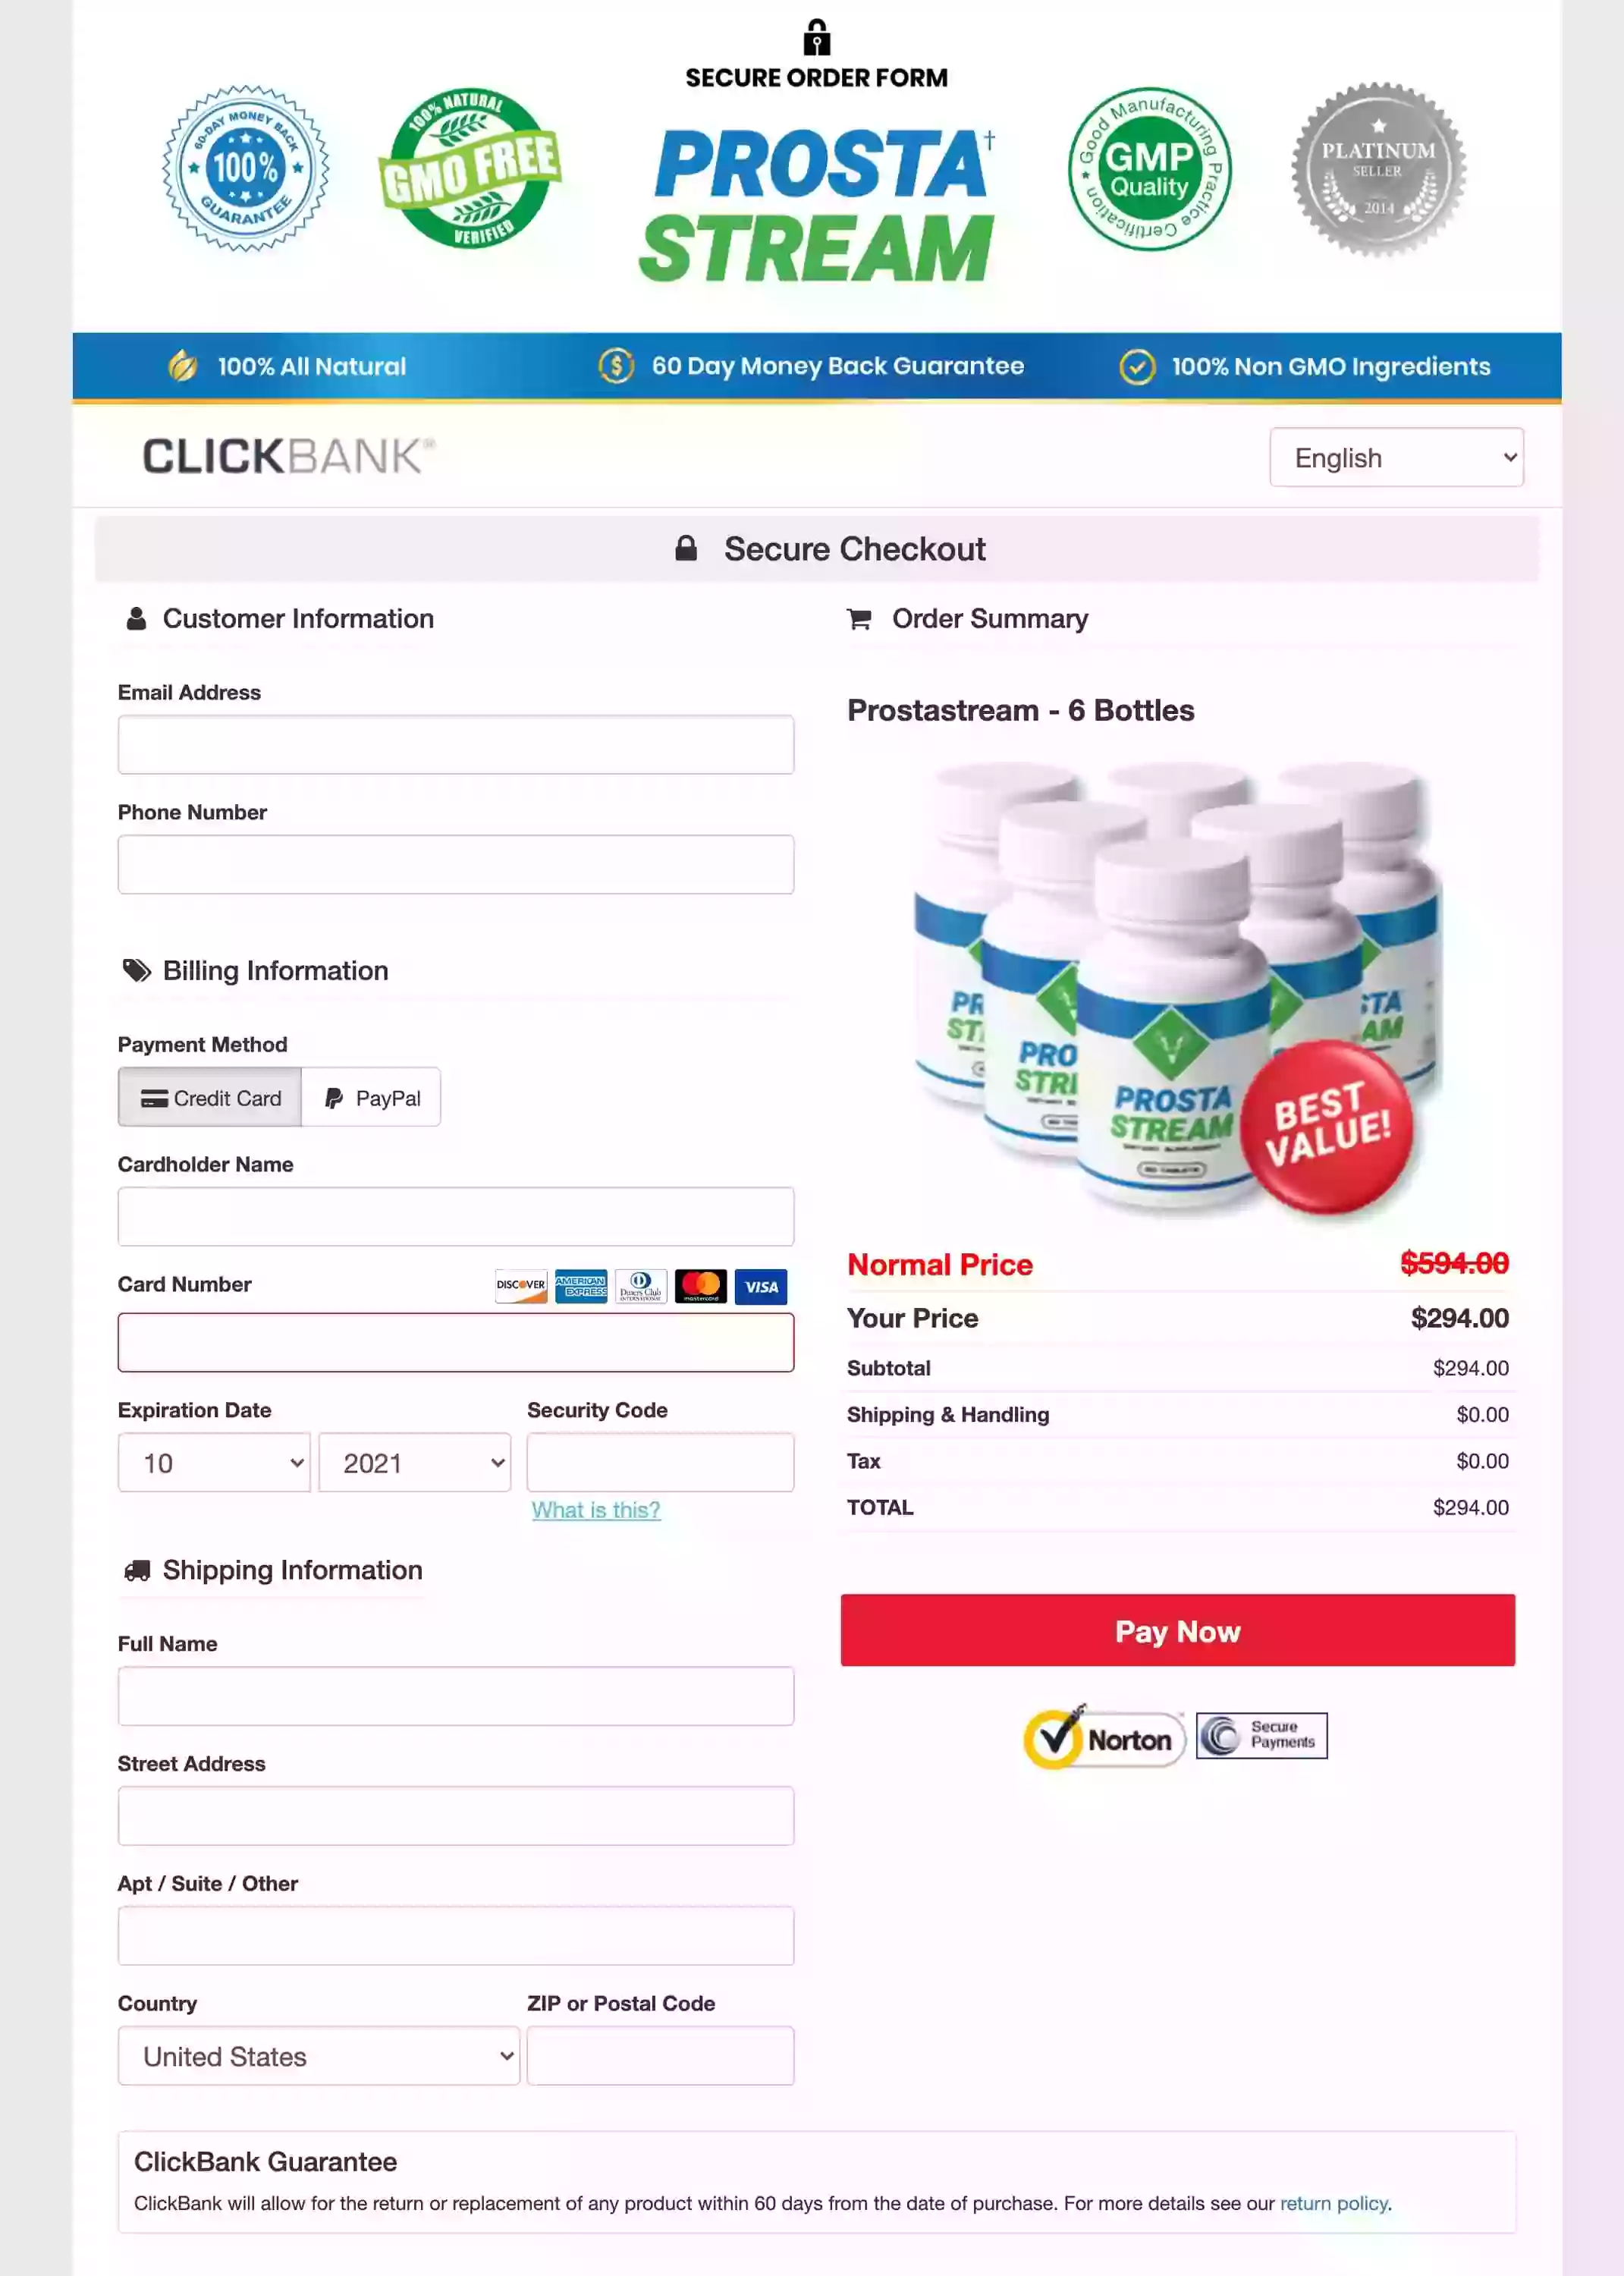 SECURE ORDER FORM
60-DAY MONEY BACK
100%
GUARANTEE
100% NATURAL
GMO FREE
VERIFIED
PROSTA†
STREAM
Good Manufacturing Practice Certification
GMP
Quality
PLATINUM
SELLER
2014
100% All Natural
60 Day Money Back Guarantee
100% Non GMO Ingredients
CLICKBANK®
English
Secure Checkout
Customer Information
Email Address
Phone Number
Billing Information
Payment Method
Credit Card
PayPal
Cardholder Name
Card Number
DISCOVER
AMERICAN EXPRESS
Diners Club INTERNATIONAL
mastercard
VISA
Expiration Date
Security Code
10
2021
What is this?
Shipping Information
Full Name
Street Address
Apt / Suite / Other
Country
ZIP or Postal Code
United States
Order Summary
Prostastream - 6 Bottles
PR
ST
PRO
STRI
PROSTA
STREAM
STA
AM
BEST
VALUE!
Normal Price $594.00
Your Price $294.00
Subtotal $294.00
Shipping & Handling $0.00
Tax $0.00
TOTAL $294.00
Pay Now
Norton
Secure
Payments
ClickBank Guarantee
ClickBank will allow for the return or replacement of any product within 60 days from the date of purchase. For more details see our return policy.